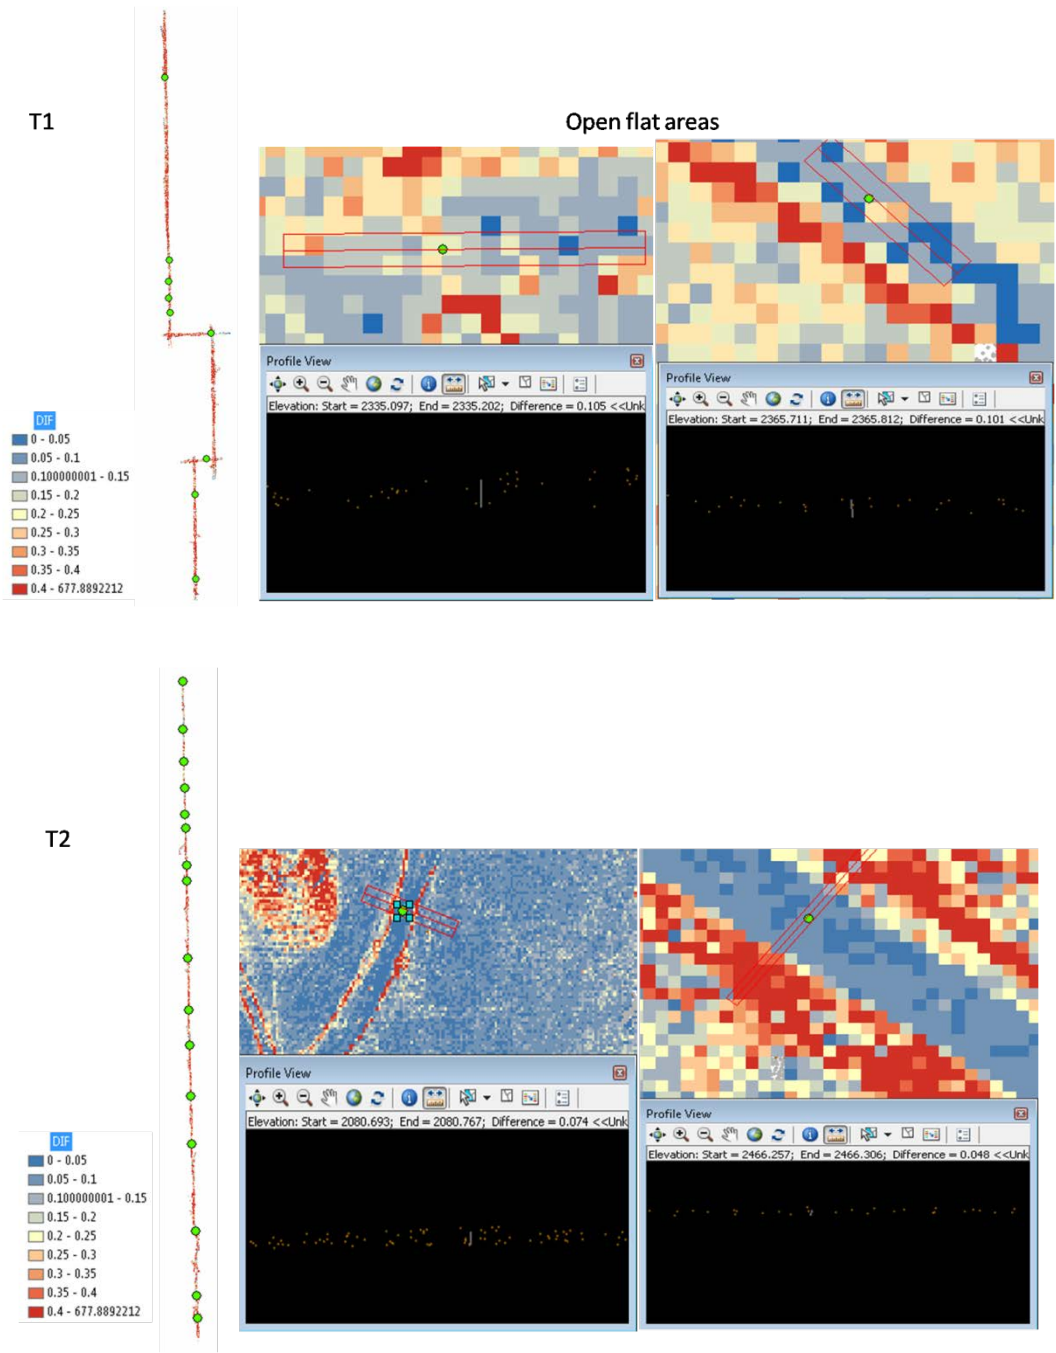 T1
Open flat areas
DIF
0 - 0.05
0.05 - 0.1
0.100000001 - 0.15
0.15 - 0.2
0.2 - 0.25
0.25 - 0.3
0.3 - 0.35
0.35 - 0.4
0.4 - 677.8892212
Profile View
Elevation: Start = 2335.097; End = 2335.202; Difference = 0.105 <<Unk
Profile View
Elevation: Start = 2365.711; End = 2365.812; Difference = 0.101 <<Unk
T2
DIF
0 - 0.05
0.05 - 0.1
0.100000001 - 0.15
0.15 - 0.2
0.2 - 0.25
0.25 - 0.3
0.3 - 0.35
0.35 - 0.4
0.4 - 677.8892212
Profile View
Elevation: Start = 2080.693; End = 2080.767; Difference = 0.074 <<Unk
Profile View
Elevation: Start = 2466.257; End = 2466.306; Difference = 0.048 <<Unk